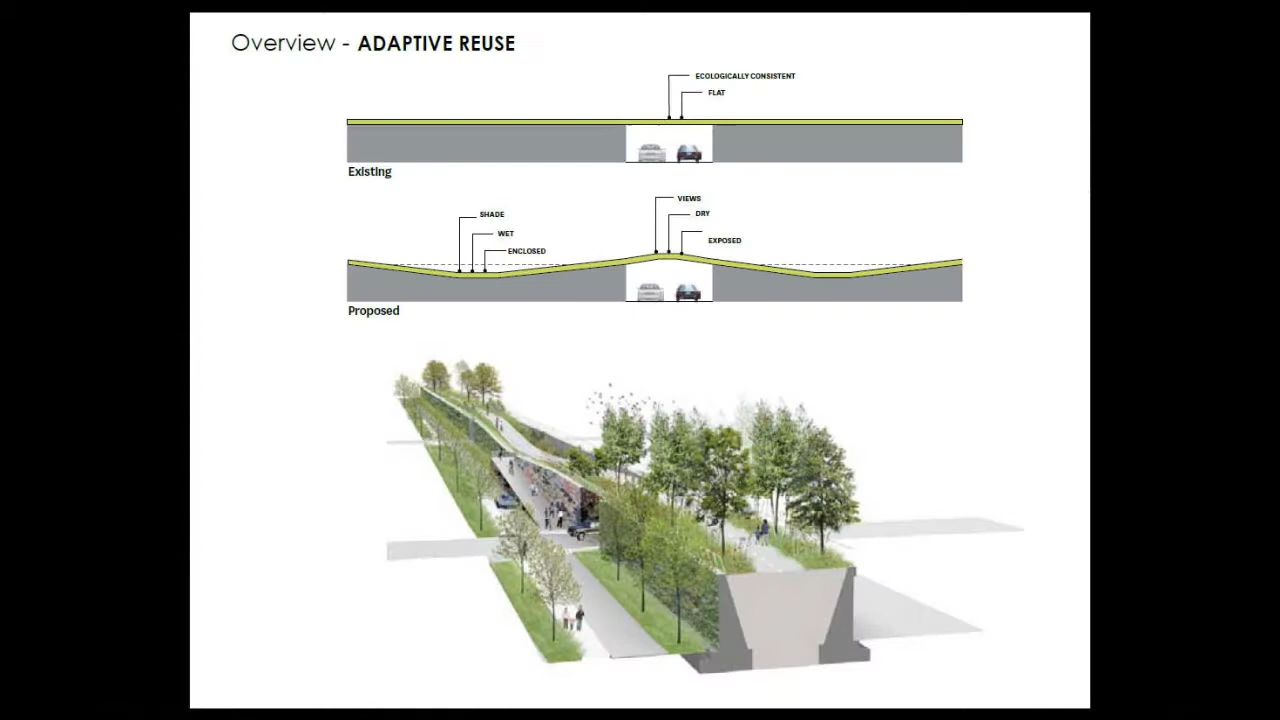 Overview - ADAPTIVE REUSE
ECOLOGICALLY CONSISTENT
FLAT
Existing
VIEWS
SHADE
DRY
WET
EXPOSED
ENCLOSED
Proposed